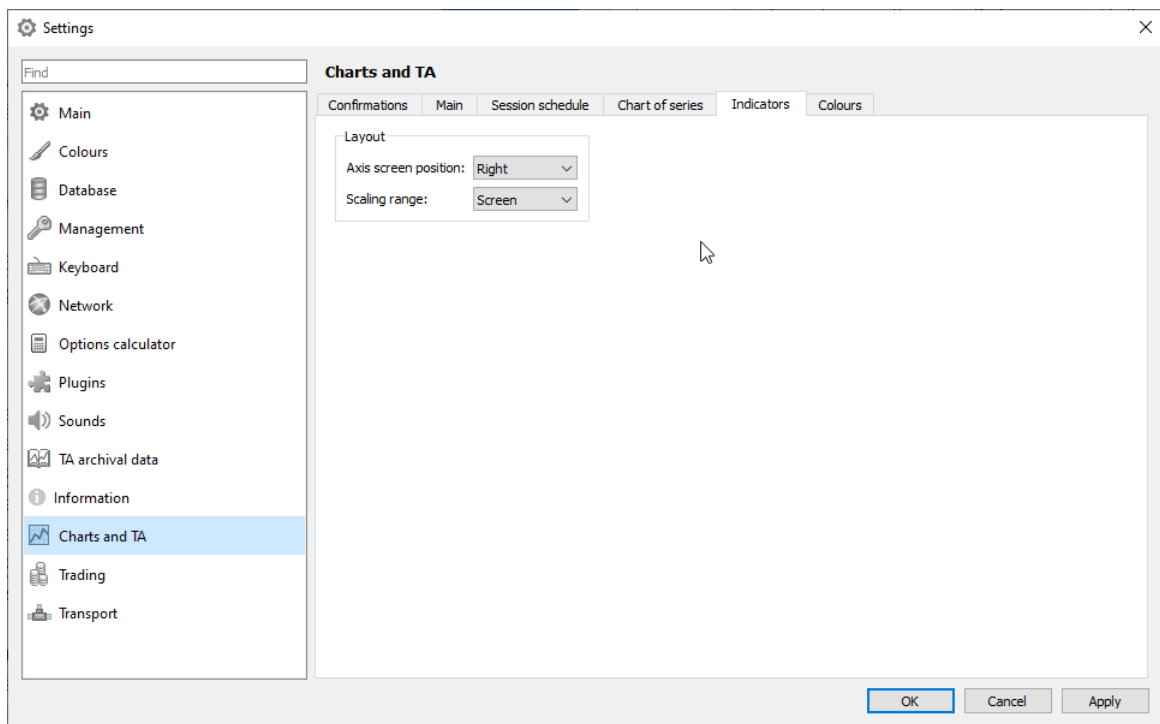 Settings
Find
Main
Colours
Database
Management
Keyboard
Network
Options calculator
Plugins
Sounds
TA archival data
Information
Charts and TA
Trading
Transport
Charts and TA
Confirmations Main Session schedule Chart of series Indicators Colours
Layout
Axis screen position: Right
Scaling range: Screen
OK Cancel Apply